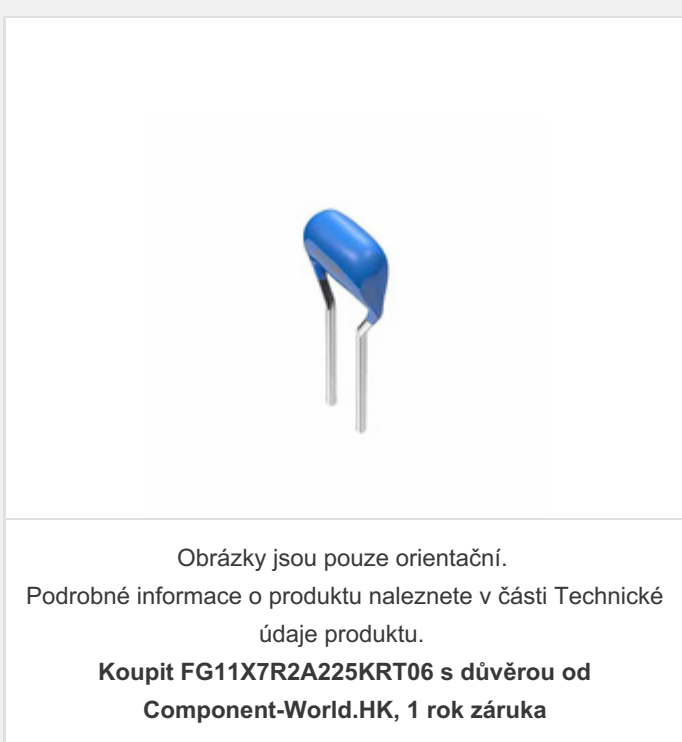 Obrázky jsou pouze orientační.
Podrobné informace o produktu naleznete v části Technické
údaje produktu.
Koupit FG11X7R2A225KRT06 s důvěrou od
Component-World.HK, 1 rok záruka